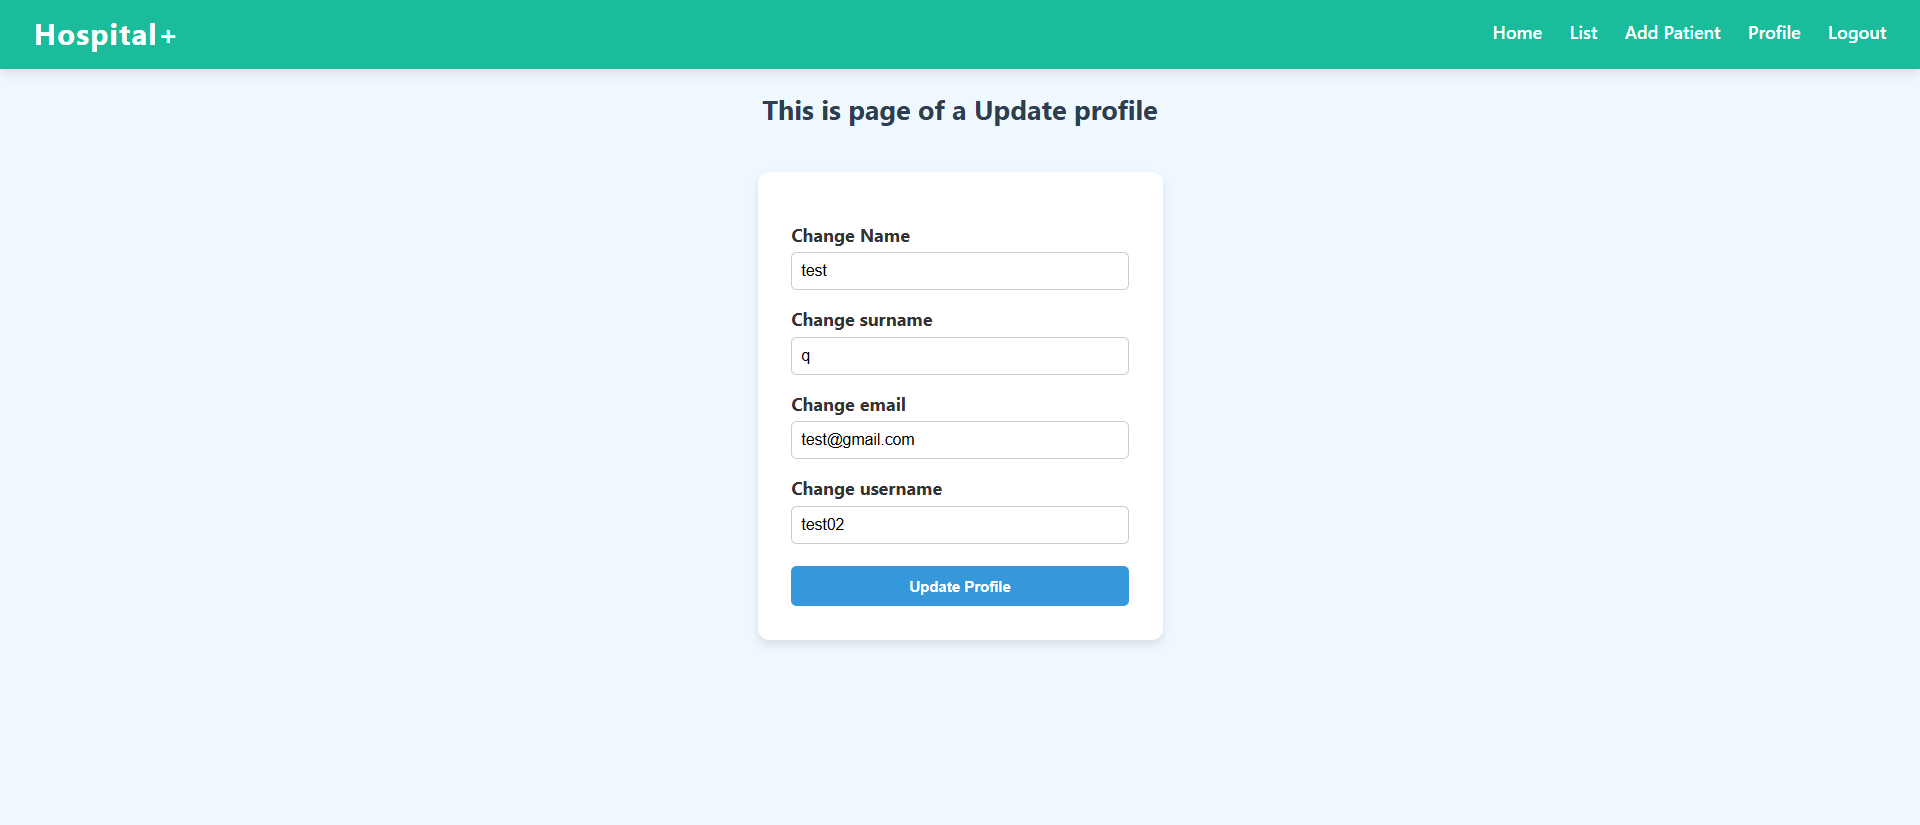 Hospital+
Home List Add Patient Profile Logout
This is page of a Update profile
Change Name
test
Change surname
q
Change email
test@gmail.com
Change username
test02
Update Profile